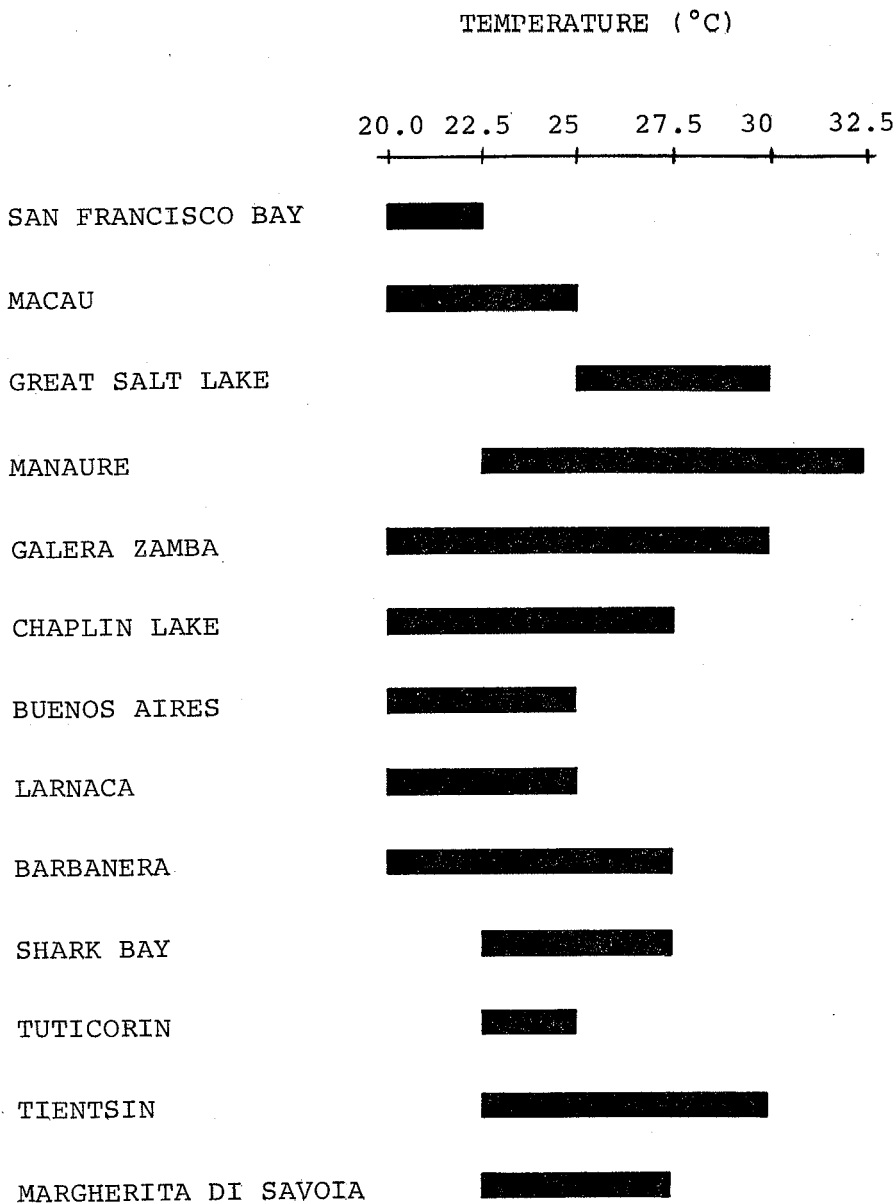 TEMPERATURE (°C)
20.0 22.5 25 27.5 30 32.5
SAN FRANCISCO BAY
MACAU
GREAT SALT LAKE
MANAURE
GALERA ZAMBA
CHAPLIN LAKE
BUENOS AIRES
LARNACA
BARBANERA
SHARK BAY
TUTICORIN
TIENTSIN
MARGHERITA DI SAVOIA